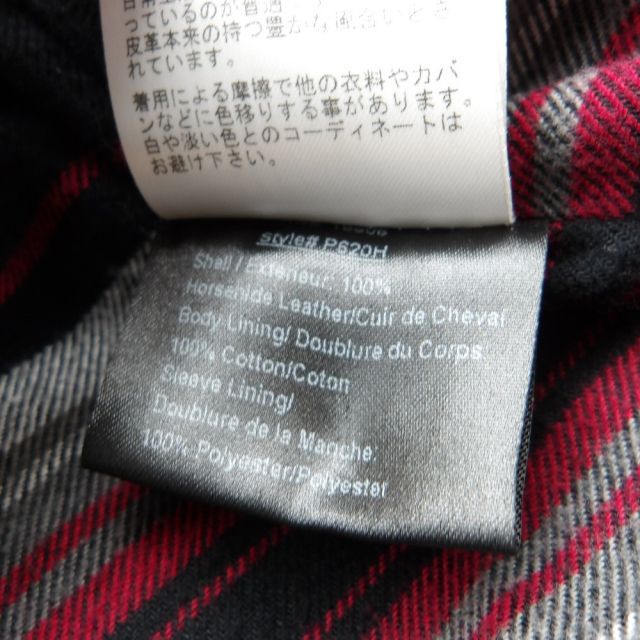 っているのが普通
皮革本来の持つ豊かな風合いとさ
れています。
着用による摩擦で他の衣料やカバ
ンなどに色移りする事があります。
白や淡い色とのコーディネートは
お避け下さい。
style# P620H
Shell / Exterieur: 100%
Horsehide Leather/Cuir de Cheval
Body Lining/ Doublure du Corps
100% Cotton/Coton
Sleeve Lining/
Doublure de la Manche
100% Polyester/Polyester